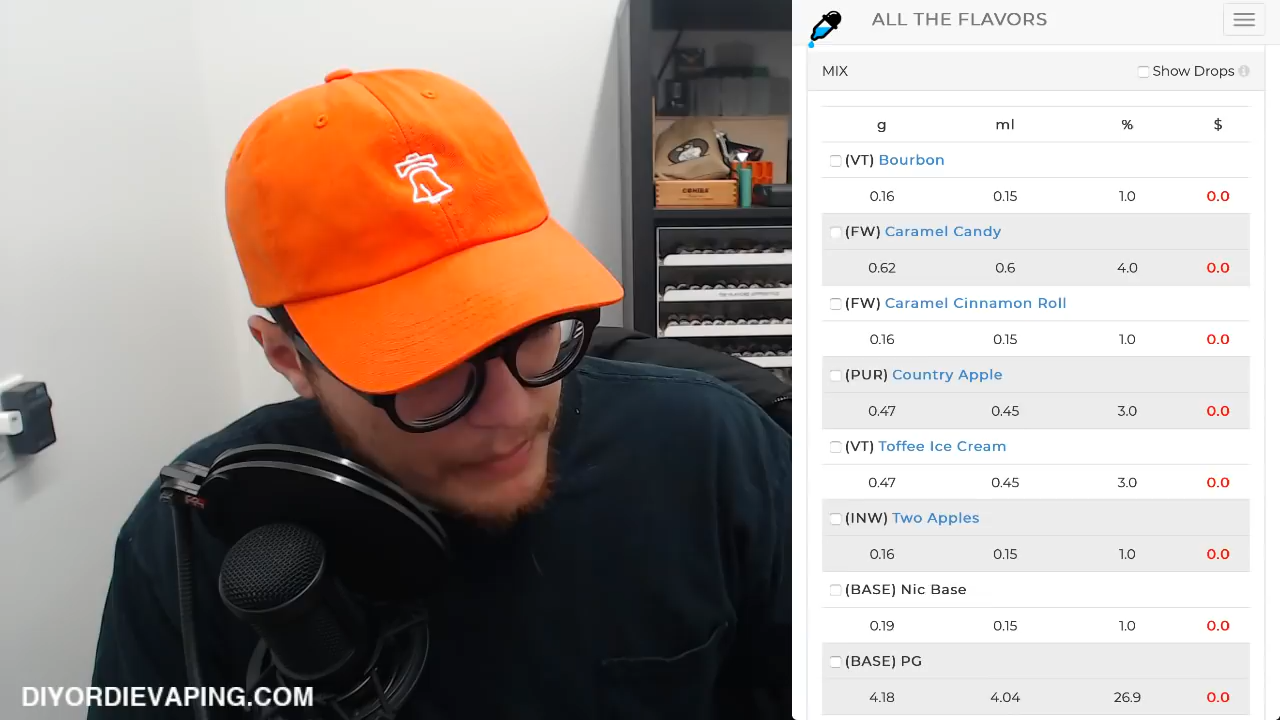 ALL THE FLAVORS
MIX
Show Drops
g ml % $
(VT) Bourbon
0.16 0.15 1.0 0.0
(FW) Caramel Candy
0.62 0.6 4.0 0.0
(FW) Caramel Cinnamon Roll
0.16 0.15 1.0 0.0
(PUR) Country Apple
0.47 0.45 3.0 0.0
(VT) Toffee Ice Cream
0.47 0.45 3.0 0.0
(INW) Two Apples
0.16 0.15 1.0 0.0
(BASE) Nic Base
0.19 0.15 1.0 0.0
(BASE) PG
4.18 4.04 26.9 0.0
DIYORDIEVAPING.COM